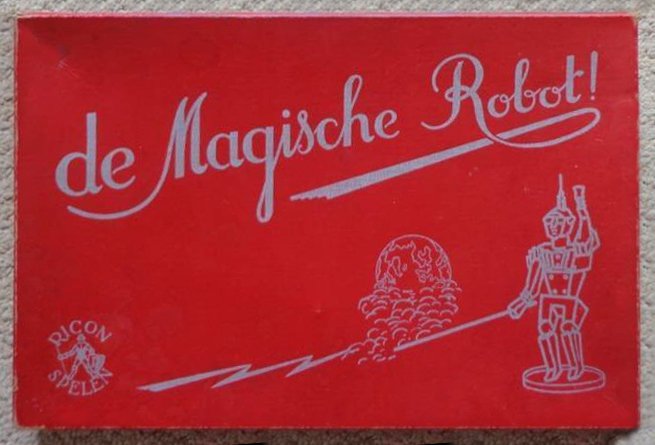 de Magische Robot!
RICON
SPELEN